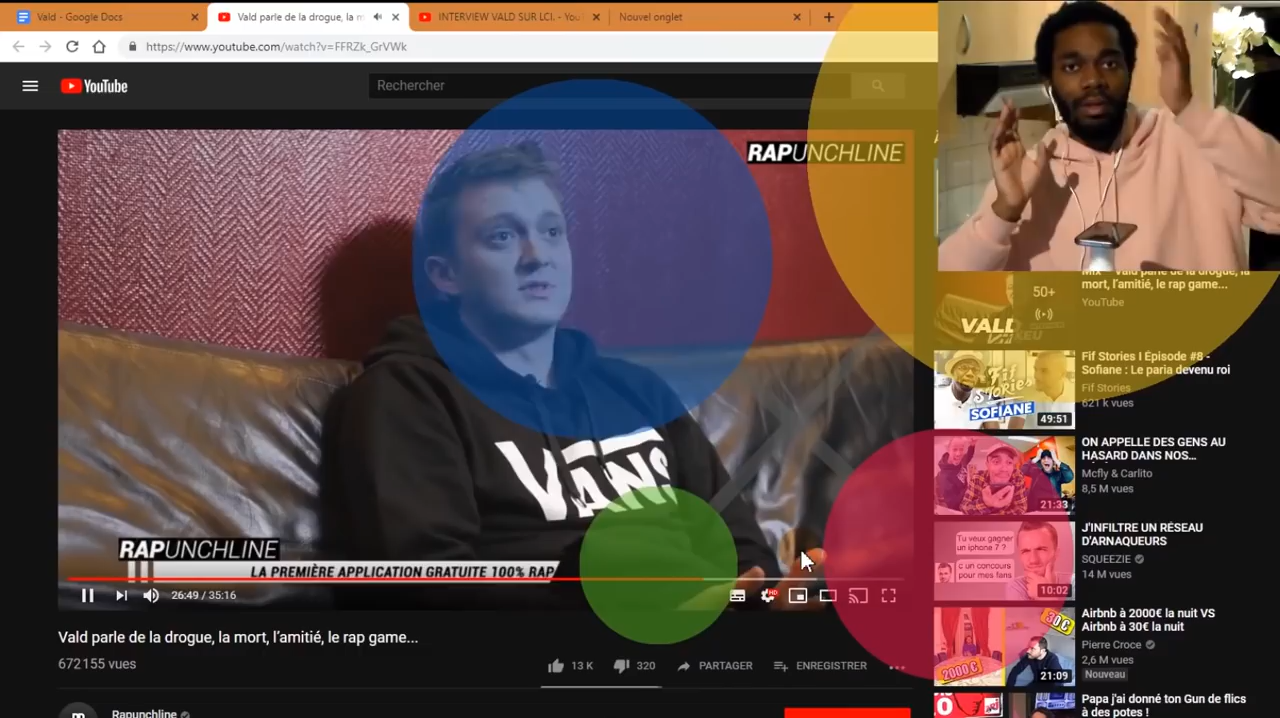 Vald - Google Docs
Vald parle de la drogue, la m
INTERVIEW VALD SUR LCI. - You
Nouvel onglet
https://www.youtube.com/watch?v=FFRZk_GrVWk
YouTube
Rechercher
RAPUNCHLINE
VANS
RAPUNCHLINE
LA PREMIÈRE APPLICATION GRATUITE 100% RAP
26:49 / 35:16
HD
Vald parle de la drogue, la mort, l'amitié, le rap game...
672 155 vues
13 K
320
PARTAGER
ENREGISTRER
Rapunchline
50+
VALD
Mix - Vald parle de la drogue, la
mort, l'amitié, le rap game...
YouTube
Fif Stories
SOFIANE
49:51
Fif Stories I Épisode #8 -
Sofiane : Le paria devenu roi
Fif Stories
621 k vues
21:33
ON APPELLE DES GENS AU
HASARD DANS NOS...
Mcfly & Carlito
8,5 M vues
Tu veux gagner
un iphone 7 ?
c un concours
pour mes fans
10:02
J'INFILTRE UN RÉSEAU
D'ARNAQUEURS
SQUEEZIE
14 M vues
30€
2000€
21:09
Airbnb à 2000€ la nuit VS
Airbnb à 30€ la nuit
Pierre Croce
2,6 M vues
Nouveau
Papa j'ai donné ton Gun de flics
à des potes !